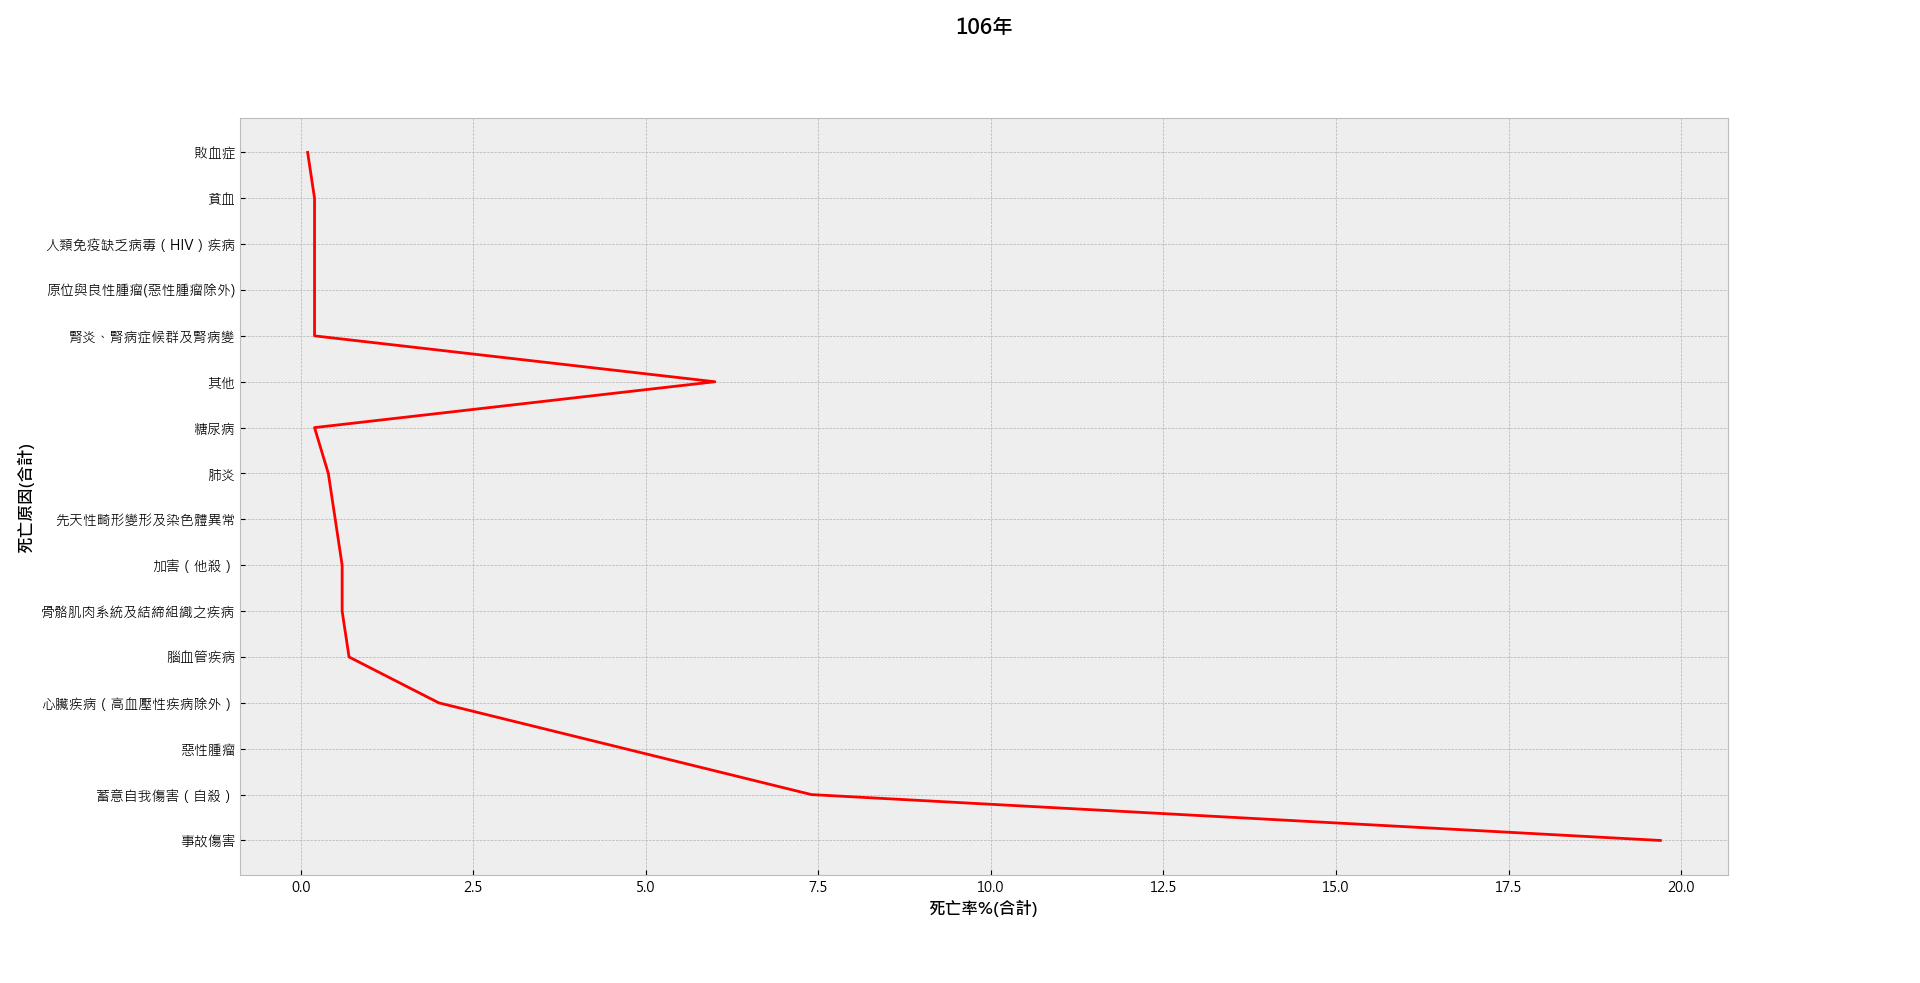 106年
死亡原因(合計)
敗血症
貧血
人類免疫缺乏病毒（HIV）疾病
原位與良性腫瘤(惡性腫瘤除外)
腎炎、腎病症候群及腎病變
其他
糖尿病
肺炎
先天性畸形變形及染色體異常
加害（他殺）
骨骼肌肉系統及結締組織之疾病
腦血管疾病
心臟疾病（高血壓性疾病除外）
惡性腫瘤
蓄意自我傷害（自殺）
事故傷害
0.0 2.5 5.0 7.5 10.0 12.5 15.0 17.5 20.0
死亡率%(合計)